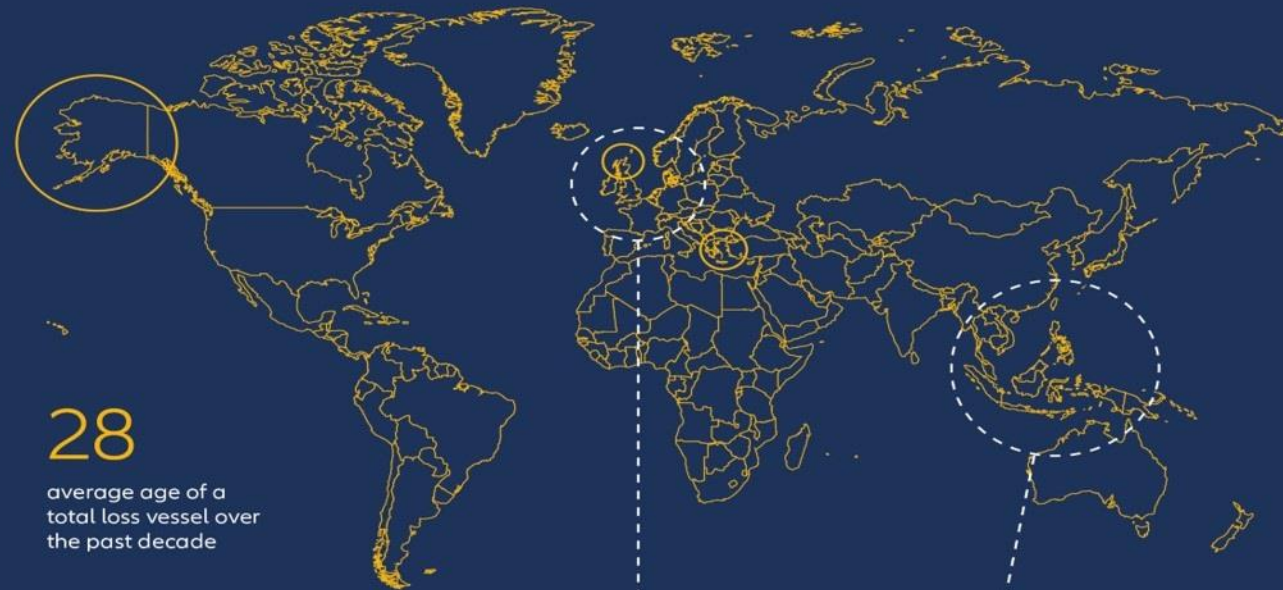 28
average age of a
total loss vessel over
the past decade